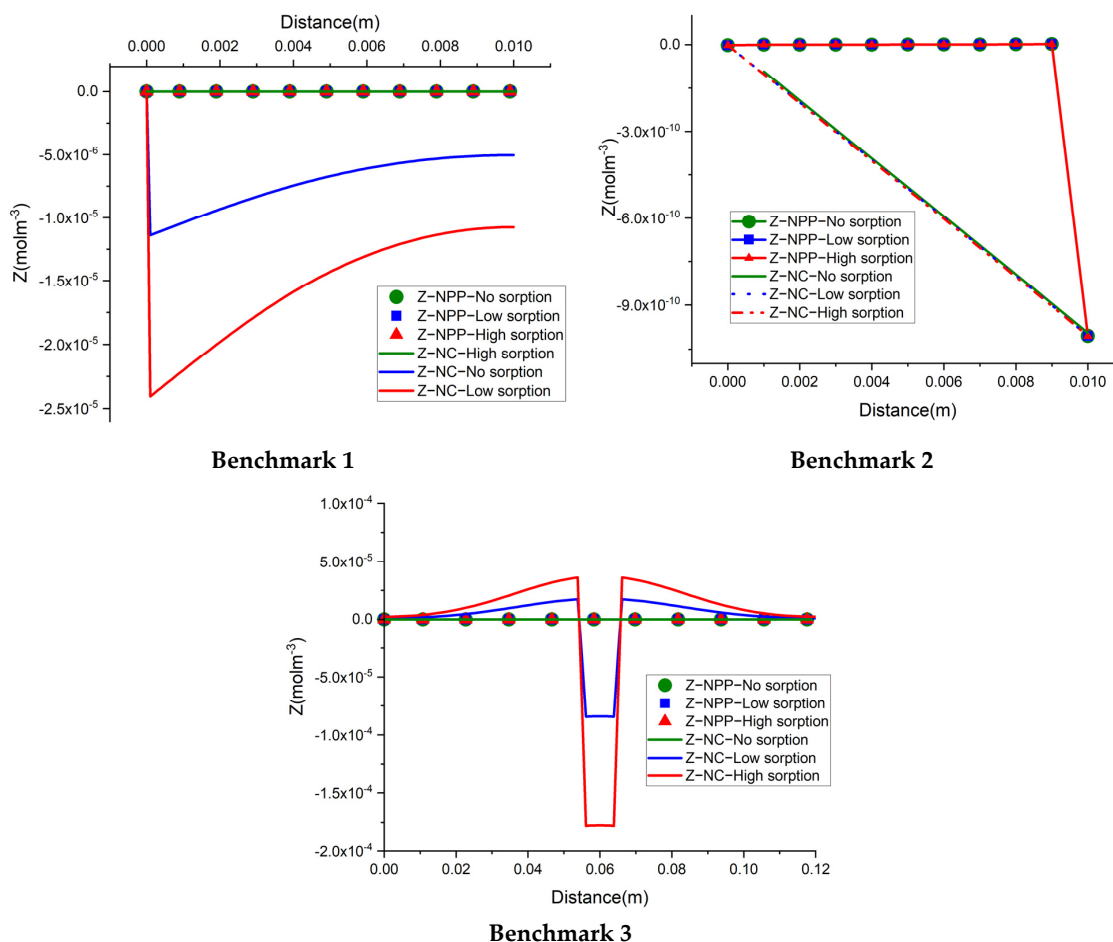 Distance(m)
0.000 0.002 0.004 0.006 0.008 0.010
0.0
-5.0x10⁻⁶
-1.0x10⁻⁵
-1.5x10⁻⁵
-2.0x10⁻⁵
-2.5x10⁻⁵
Z(molm⁻³)
Z−NPP−No sorption
Z−NPP−Low sorption
Z−NPP−High sorption
Z−NC−High sorption
Z−NC−No sorption
Z−NC−Low sorption
Benchmark 1
0.0
-3.0x10⁻¹⁰
-6.0x10⁻¹⁰
-9.0x10⁻¹⁰
Z(molm⁻³)
Z−NPP−No sorption
Z−NPP−Low sorption
Z−NPP−High sorption
Z−NC−No sorption
Z−NC−Low sorption
Z−NC−High sorption
0.000 0.002 0.004 0.006 0.008 0.010
Distance(m)
Benchmark 2
1.0x10⁻⁴
5.0x10⁻⁵
0.0
-5.0x10⁻⁵
-1.0x10⁻⁴
-1.5x10⁻⁴
-2.0x10⁻⁴
Z(molm⁻³)
Z−NPP−No sorption
Z−NPP−Low sorption
Z−NPP−High sorption
Z−NC−No sorption
Z−NC−Low sorption
Z−NC−High sorption
0.00 0.02 0.04 0.06 0.08 0.10 0.12
Distance(m)
Benchmark 3